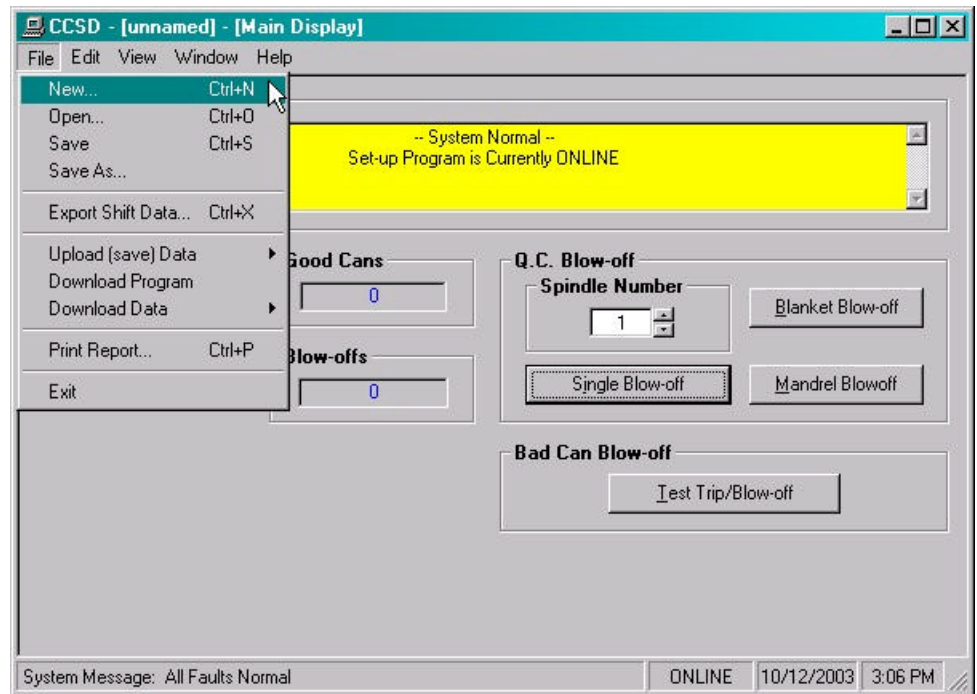 CCSD - [unnamed] - [Main Display]
File Edit View Window Help
New... Ctrl+N
Open... Ctrl+O
Save Ctrl+S
Save As...
Export Shift Data... Ctrl+X
Upload (save) Data
Download Program
Download Data
Print Report... Ctrl+P
Exit
-- System Normal --
Set-up Program is Currently ONLINE
Good Cans
0
Blow-offs
0
Q.C. Blow-off
Spindle Number
1
Blanket Blow-off
Single Blow-off
Mandrel Blowoff
Bad Can Blow-off
Test Trip/Blow-off
System Message: All Faults Normal
ONLINE
10/12/2003
3:06 PM